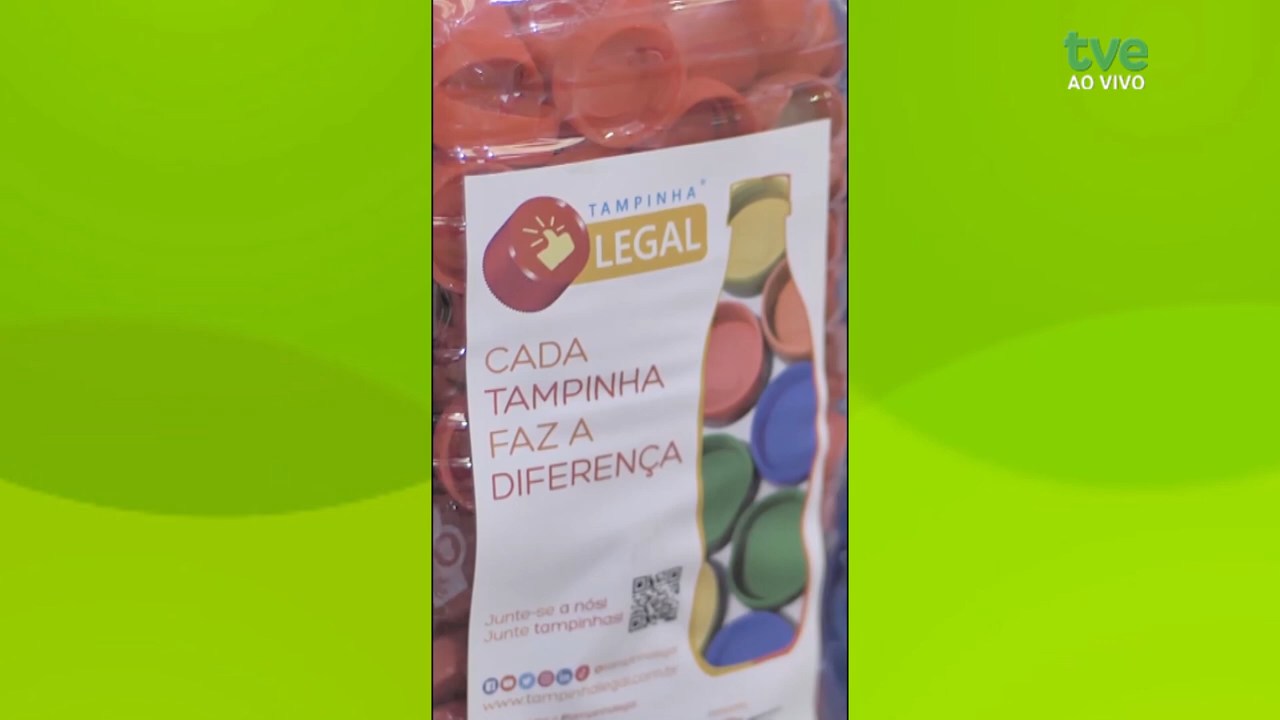 tve
AO VIVO
TAMPINHA®
LEGAL
CADA
TAMPINHA
FAZ A
DIFERENÇA
Junte-se a nós!
Junte tampinhas!
www.tampinhalegal.com.br